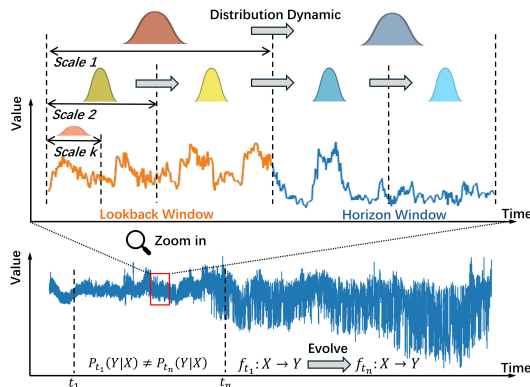 Distribution Dynamic
Scale 1
Scale 2
Scale k
Value
Lookback Window
Horizon Window
Time
Zoom in
Value
P_{t_1}(Y|X) ≠ P_{t_n}(Y|X)
f_{t_1}: X → Y
Evolve
f_{t_n}: X → Y
t_1
t_n
Time